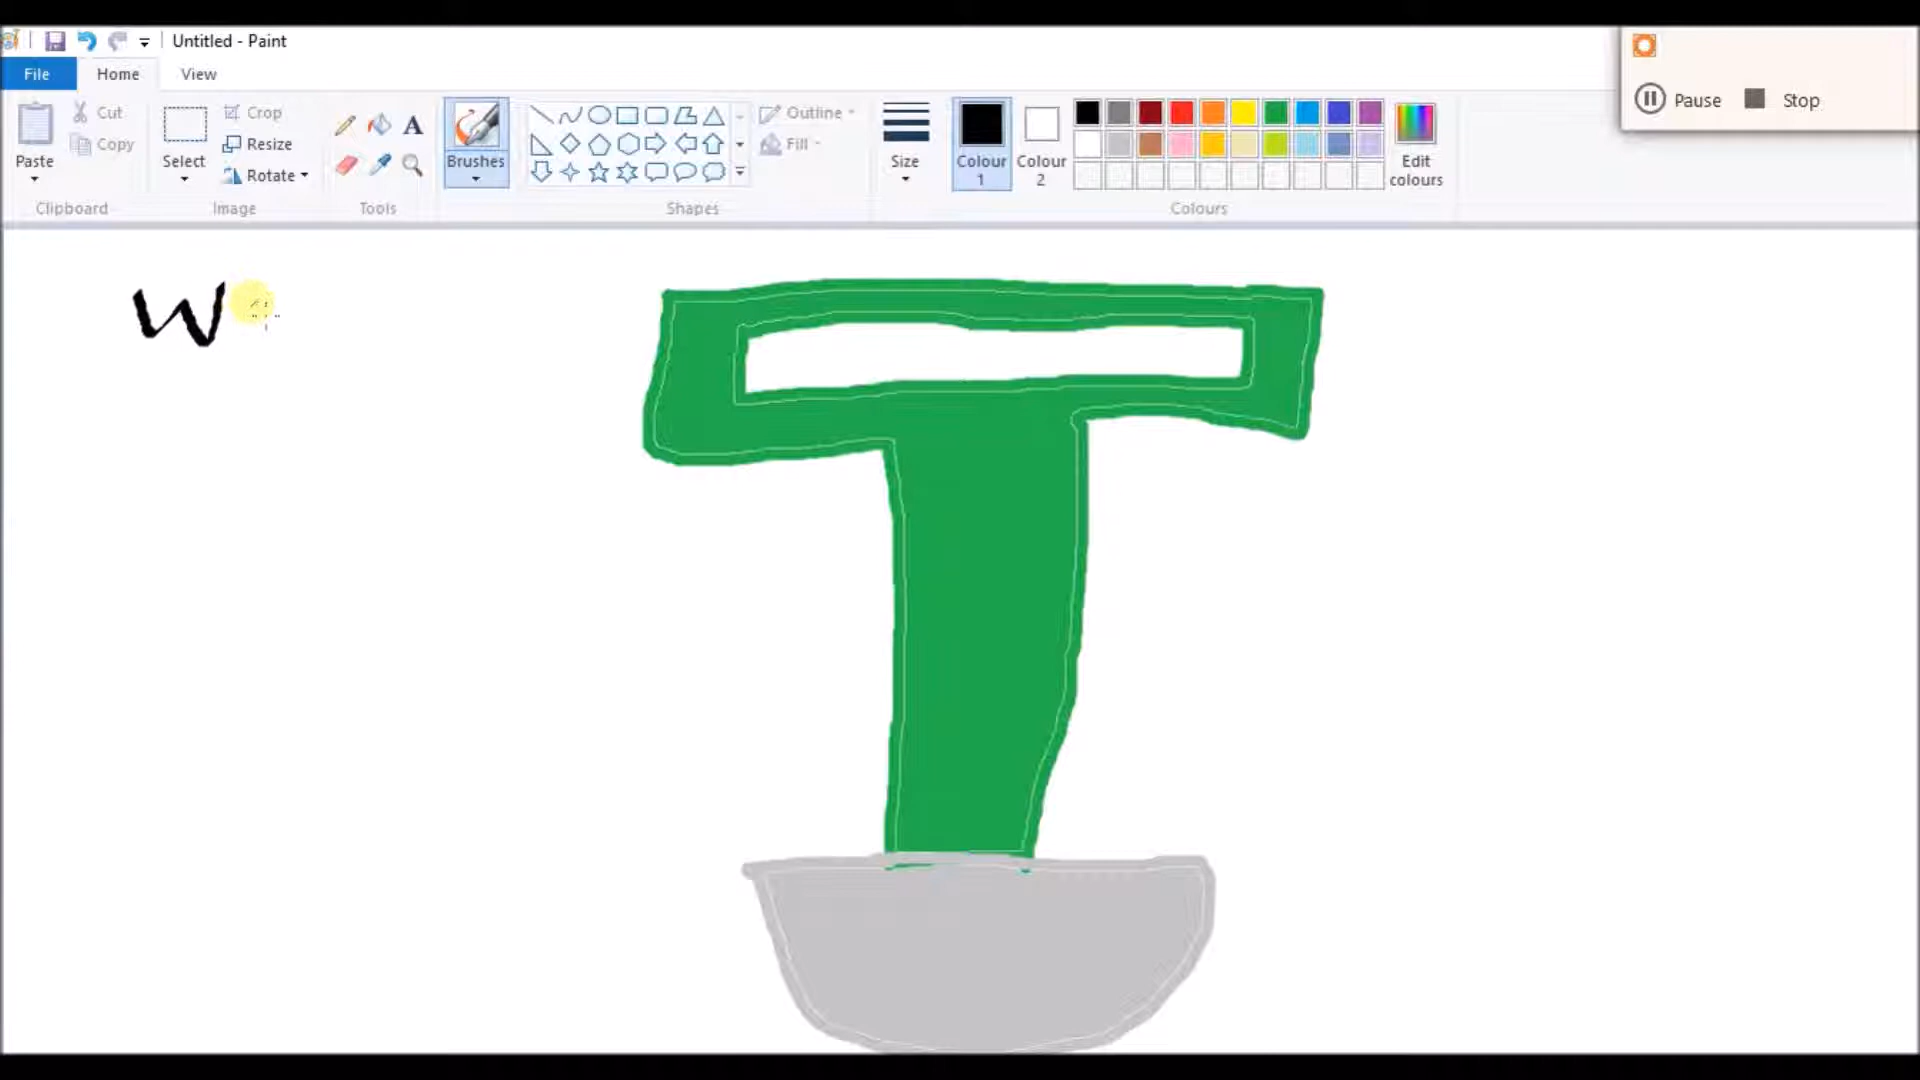 Untitled - Paint
File Home View
Pause Stop
Paste Cut Copy Select Crop Resize Rotate A Brushes Outline Fill Size Colour 1 Colour 2 Edit colours
Clipboard Image Tools Shapes Colours
W
T